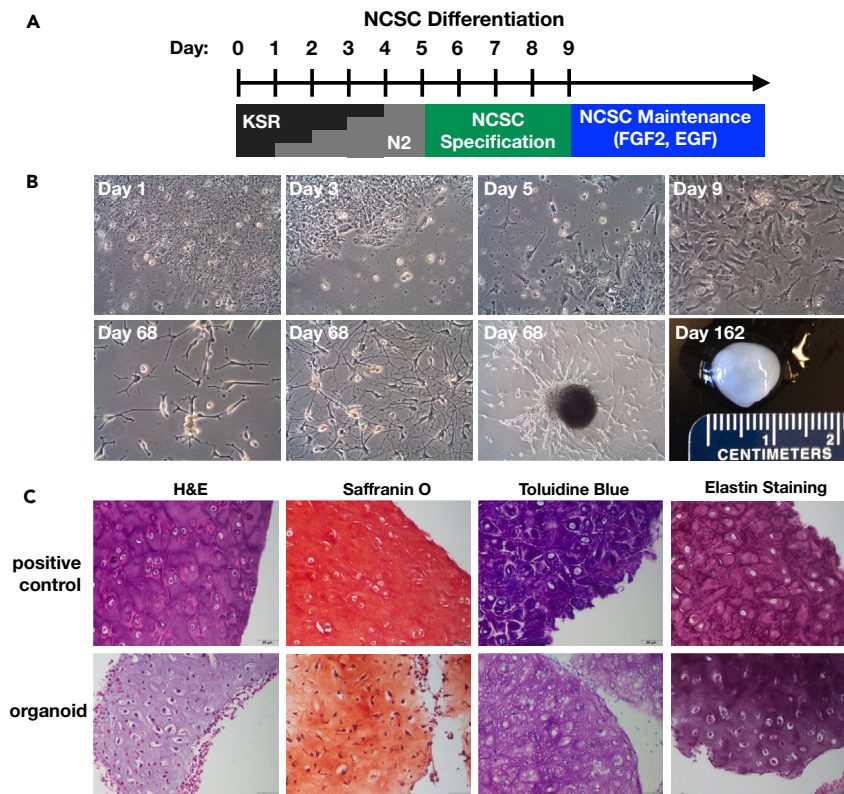 A
NCSC Differentiation
Day: 0 1 2 3 4 5 6 7 8 9
KSR
N2
NCSC
Specification
NCSC Maintenance
(FGF2, EGF)
B
Day 1
Day 3
Day 5
Day 9
Day 68
Day 68
Day 68
Day 162
1 2
CENTIMETERS
C
H&E
Saffranin O
Toluidine Blue
Elastin Staining
positive
control
organoid